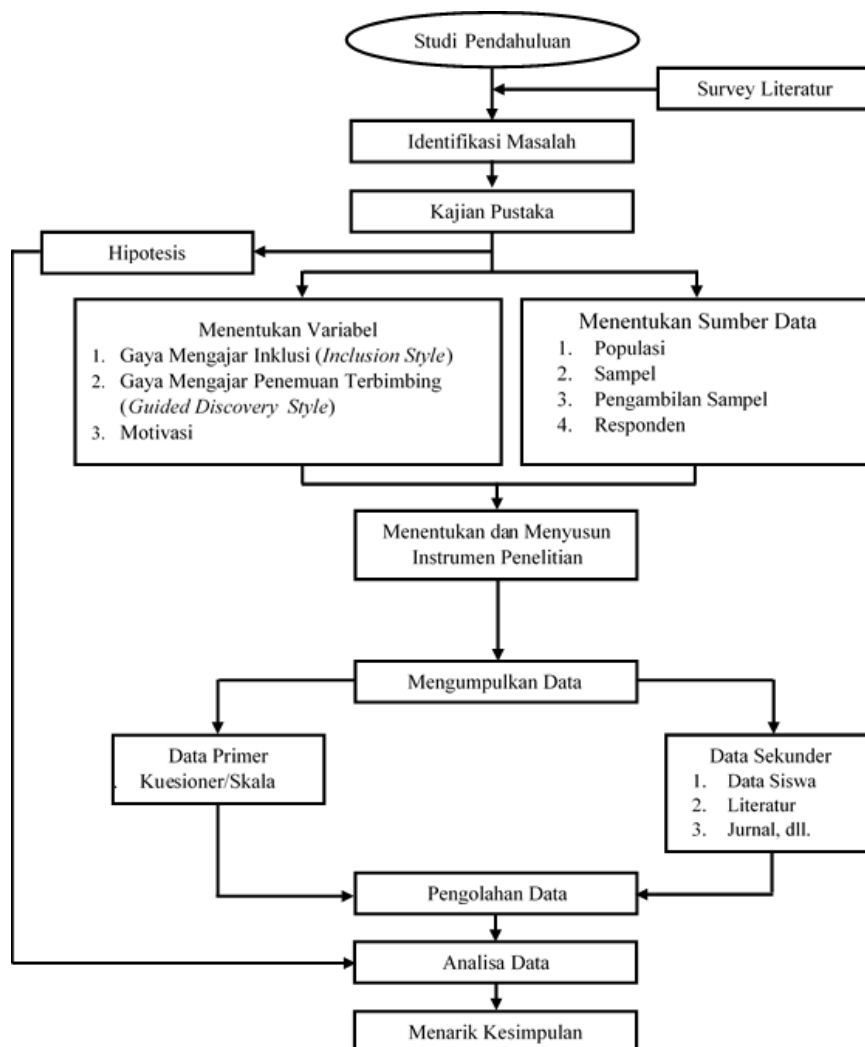 Studi Pendahuluan
Survey Literatur
Identifikasi Masalah
Kajian Pustaka
Hipotesis
Menentukan Variabel
1. Gaya Mengajar Inklusi (Inclusion Style)
2. Gaya Mengajar Penemuan Terbimbing
(Guided Discovery Style)
3. Motivasi
Menentukan Sumber Data
1. Populasi
2. Sampel
3. Pengambilan Sampel
4. Responden
Menentukan dan Menyusun
Instrumen Penelitian
Mengumpulkan Data
Data Primer
Kuesioner/Skala
Data Sekunder
1. Data Siswa
2. Literatur
3. Jurnal, dll.
Pengolahan Data
Analisa Data
Menarik Kesimpulan